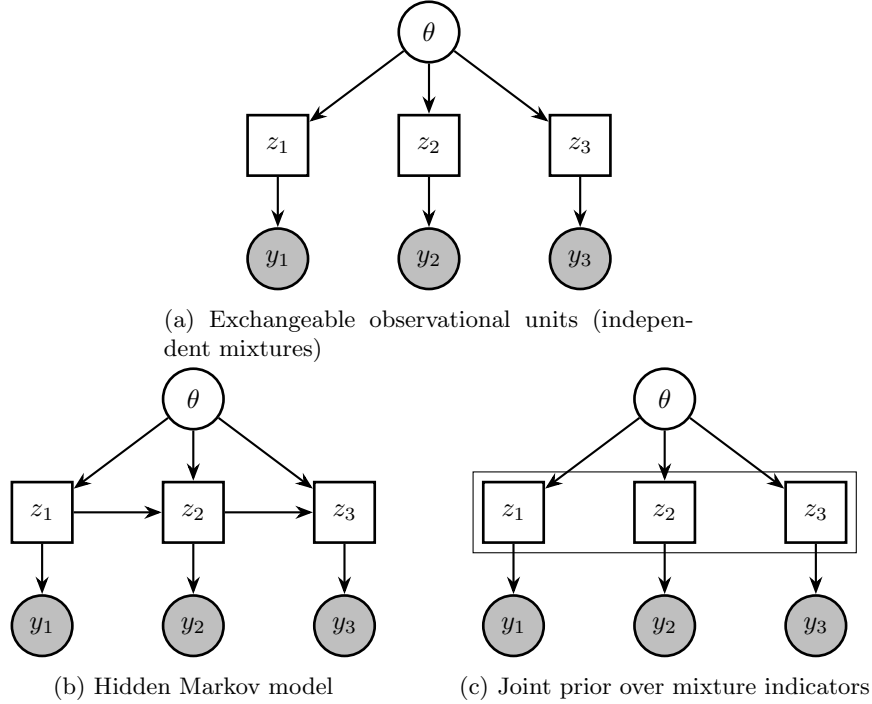 θ
z₁ z₂ z₃
y₁ y₂ y₃
(a) Exchangeable observational units (indepen-
dent mixtures)
θ
z₁ z₂ z₃
y₁ y₂ y₃
(b) Hidden Markov model
θ
z₁ z₂ z₃
y₁ y₂ y₃
(c) Joint prior over mixture indicators